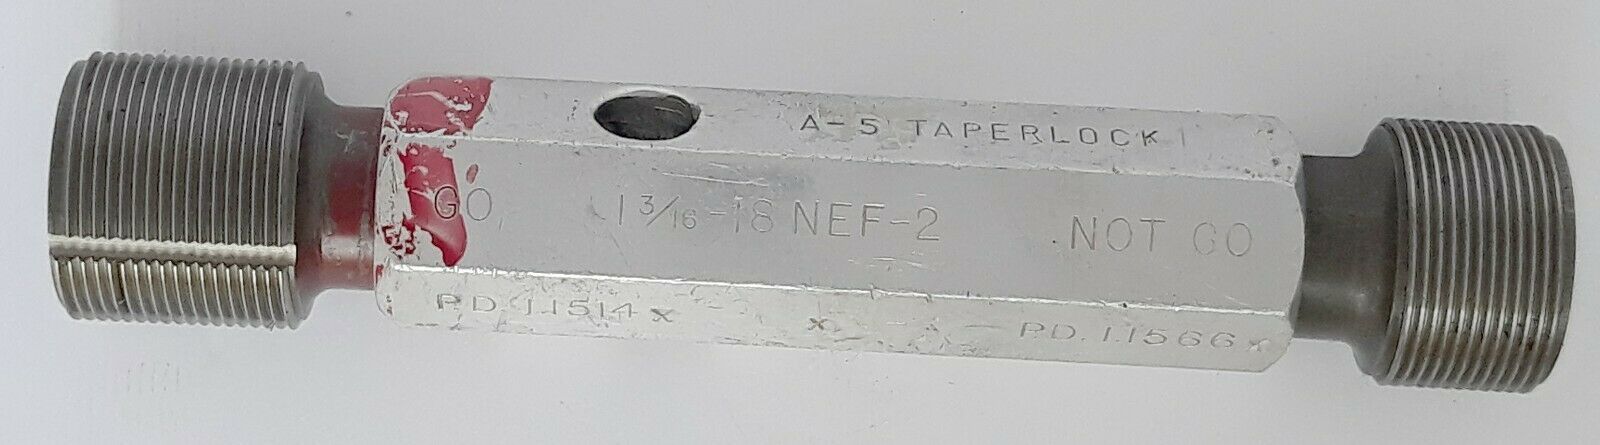 A-5 TAPERLOCK
GO 1 3/16-18 NEF-2 NOT GO
P.D. 1.1514 x x P.D. 1.1566 x